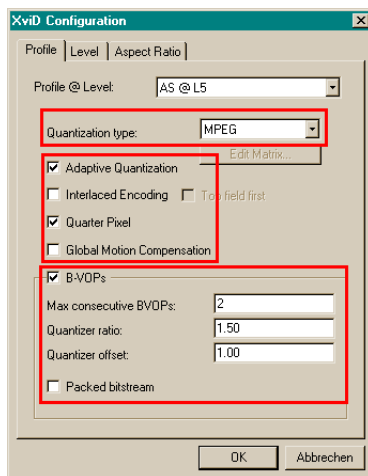 XviD Configuration
Profile Level Aspect Ratio
Profile @ Level: AS @ L5
Quantization type: MPEG
Edit Matrix...
Adaptive Quantization
Interlaced Encoding Top field first
Quarter Pixel
Global Motion Compensation
B-VOPs
Max consecutive BVOPs: 2
Quantizer ratio: 1.50
Quantizer offset: 1.00
Packed bitstream
OK Abbrechen